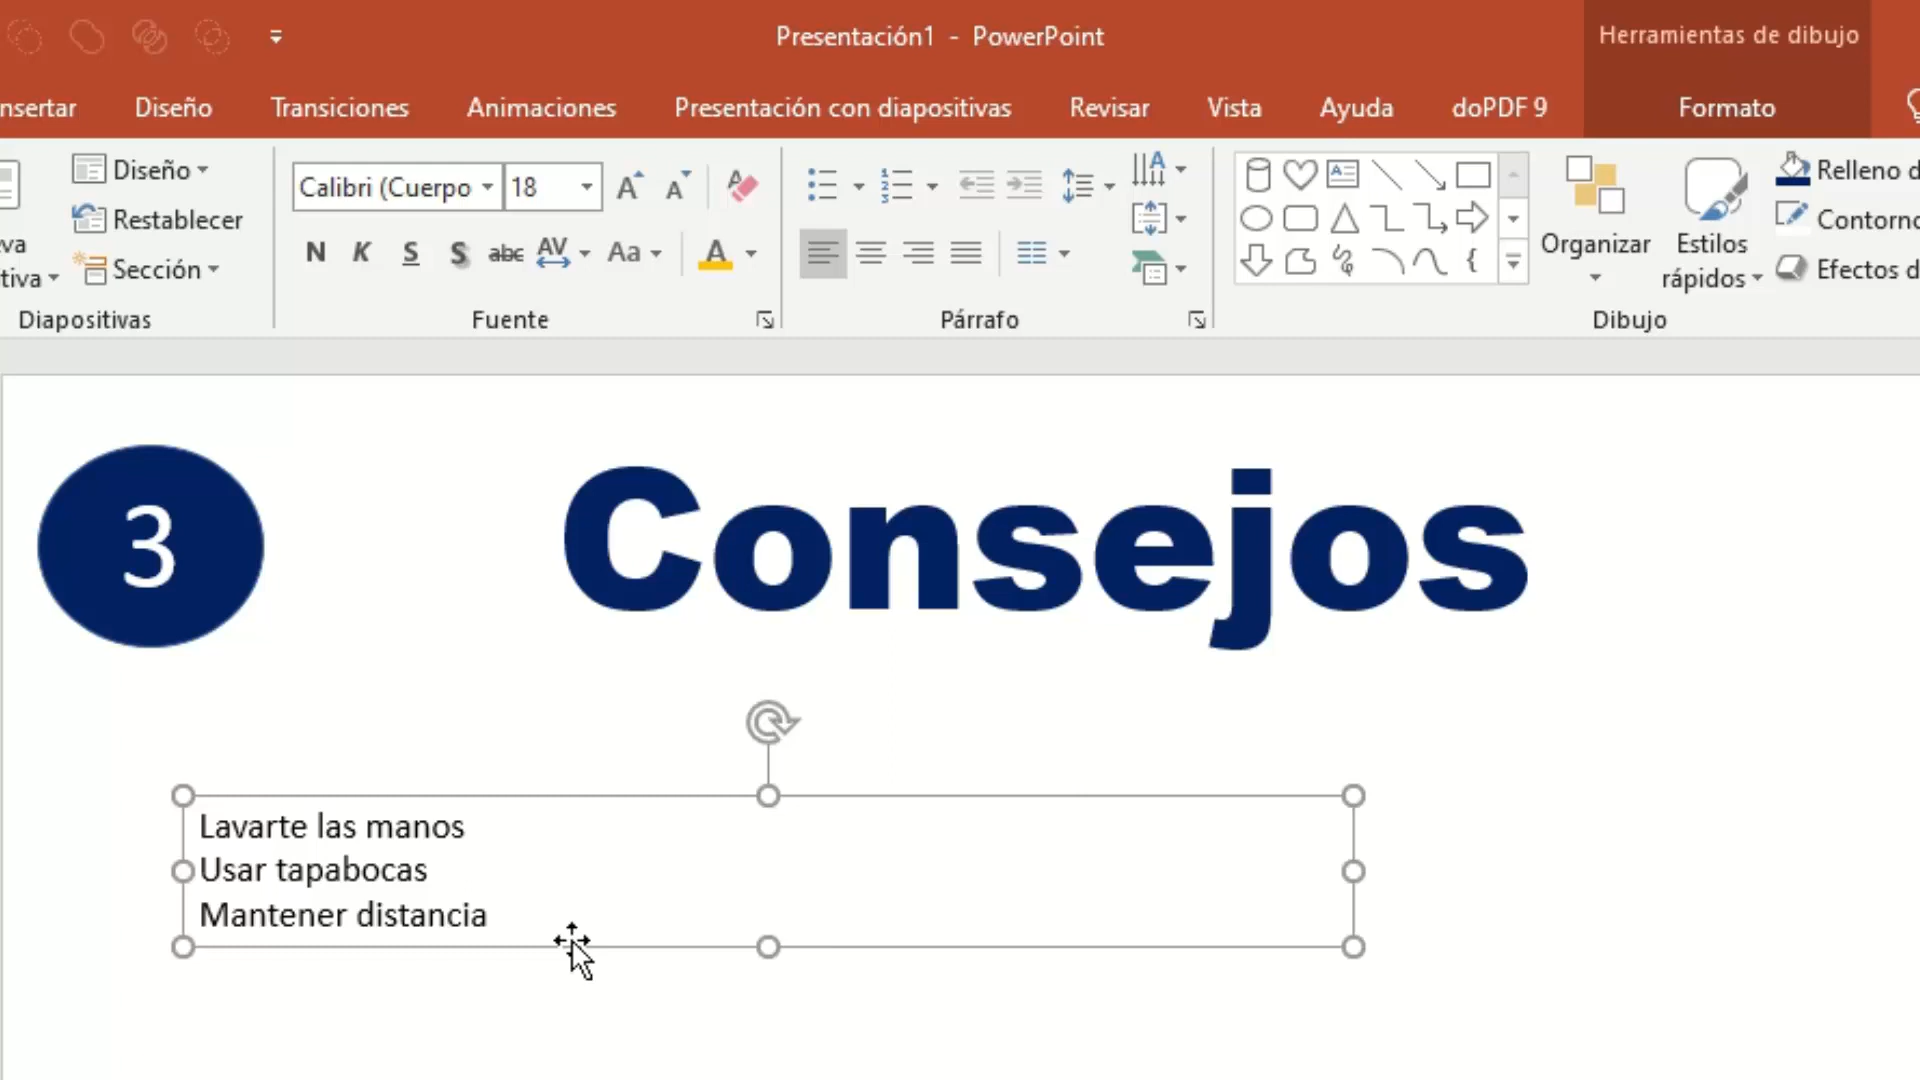 Presentación1 - PowerPoint
Herramientas de dibujo
nsertar Diseño Transiciones Animaciones Presentación con diapositivas Revisar Vista Ayuda doPDF 9 Formato
Diseño
Restablecer
Sección
va
tiva
Diapositivas
Calibri (Cuerpo 18
N K S S abc AV Aa A
Fuente
Párrafo
Organizar
Estilos
rápidos
Relleno d
Contorno
Efectos d
Dibujo
3 Consejos
Lavarte las manos
Usar tapabocas
Mantener distancia